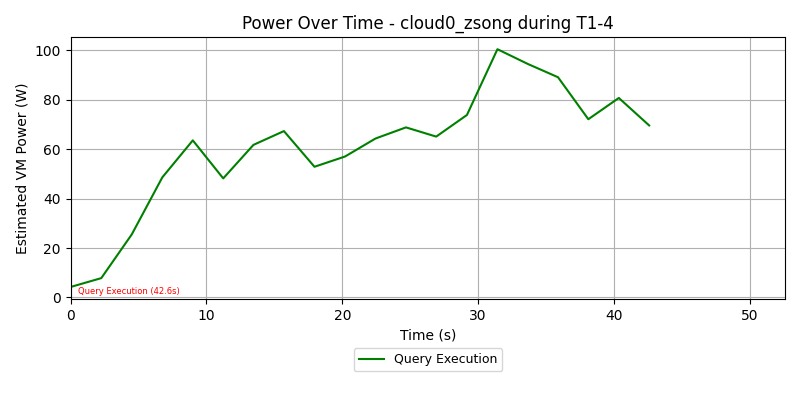 Power Over Time - cloud0_zsong during T1-4
Estimated VM Power (W)
100
80
60
40
20
0
Query Execution (42.6s)
0 10 20 30 40 50
Time (s)
Query Execution